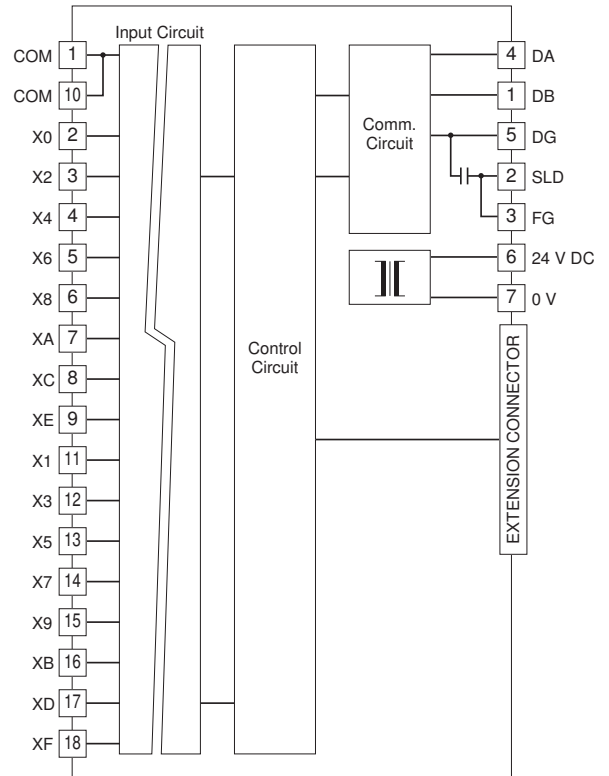 Input Circuit
COM 1
COM 10
X0 2
X2 3
X4 4
X6 5
X8 6
XA 7
XC 8
XE 9
X1 11
X3 12
X5 13
X7 14
X9 15
XB 16
XD 17
XF 18
Control
Circuit
Comm.
Circuit
4 DA
1 DB
5 DG
2 SLD
3 FG
6 24 V DC
7 0 V
EXTENSION CONNECTOR